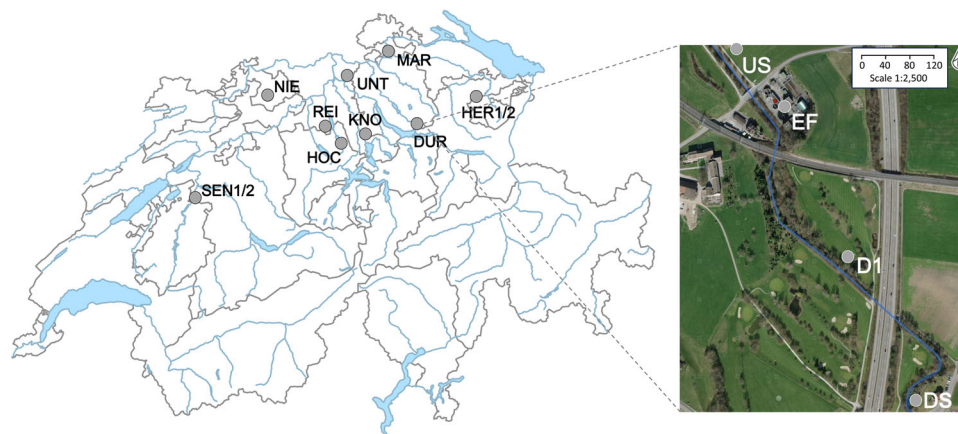 MAR
UNT
NIE
REI
KNO
HER1/2
DUR
HOC
SEN1/2
US
0 40 80 120
Scale 1:2,500
EF
D1
DS